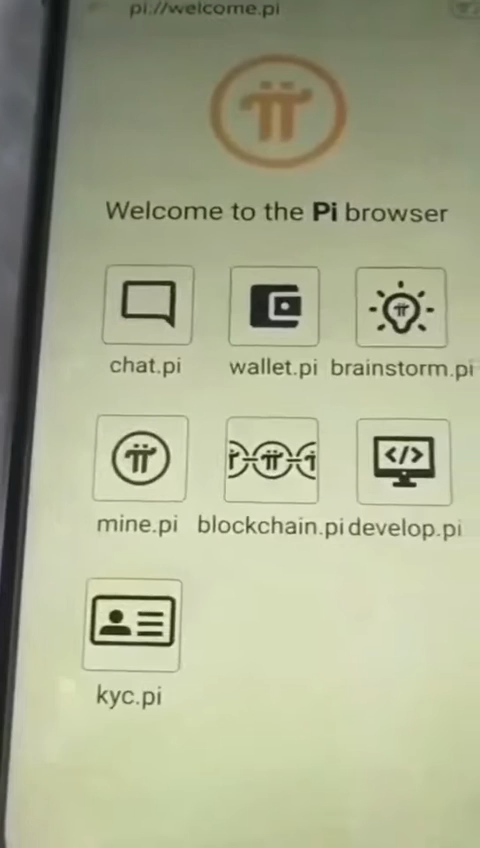 pi://welcome.pi
Welcome to the Pi browser
chat.pi
wallet.pi
brainstorm.pi
mine.pi
blockchain.pi
develop.pi
kyc.pi